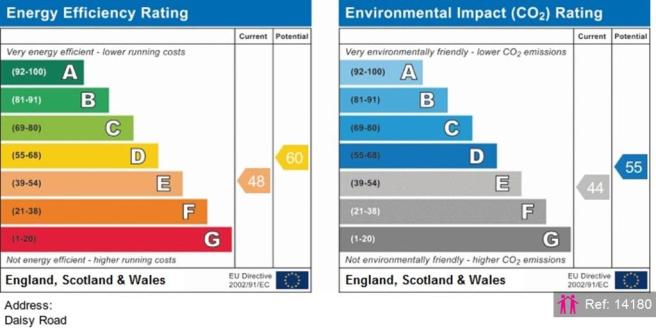 Energy Efficiency Rating
Current Potential
Very energy efficient - lower running costs
(92-100) A
(81-91) B
(69-80) C
(55-68) D
(39-54) E
(21-38) F
(1-20) G
48
60
Not energy efficient - higher running costs
England, Scotland & Wales
EU Directive
2002/91/EC
Environmental Impact (CO₂) Rating
Current Potential
Very environmentally friendly - lower CO₂ emissions
(92-100) A
(81-91) B
(69-80) C
(55-68) D
(39-54) E
(21-38) F
(1-20) G
44
55
Not environmentally friendly - higher CO₂ emissions
England, Scotland & Wales
EU Directive
2002/91/EC
Address:
Daisy Road
Ref: 14180